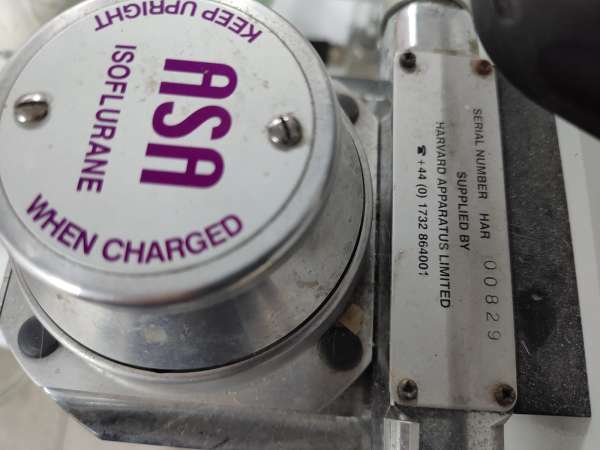 KEEP UPRIGHT
ASA
ISOFLURANE
WHEN CHARGED
SERIAL NUMBER HAR 00829
SUPPLIED BY
HARVARD APPARATUS LIMITED
☎ +44 (0) 1732 864001